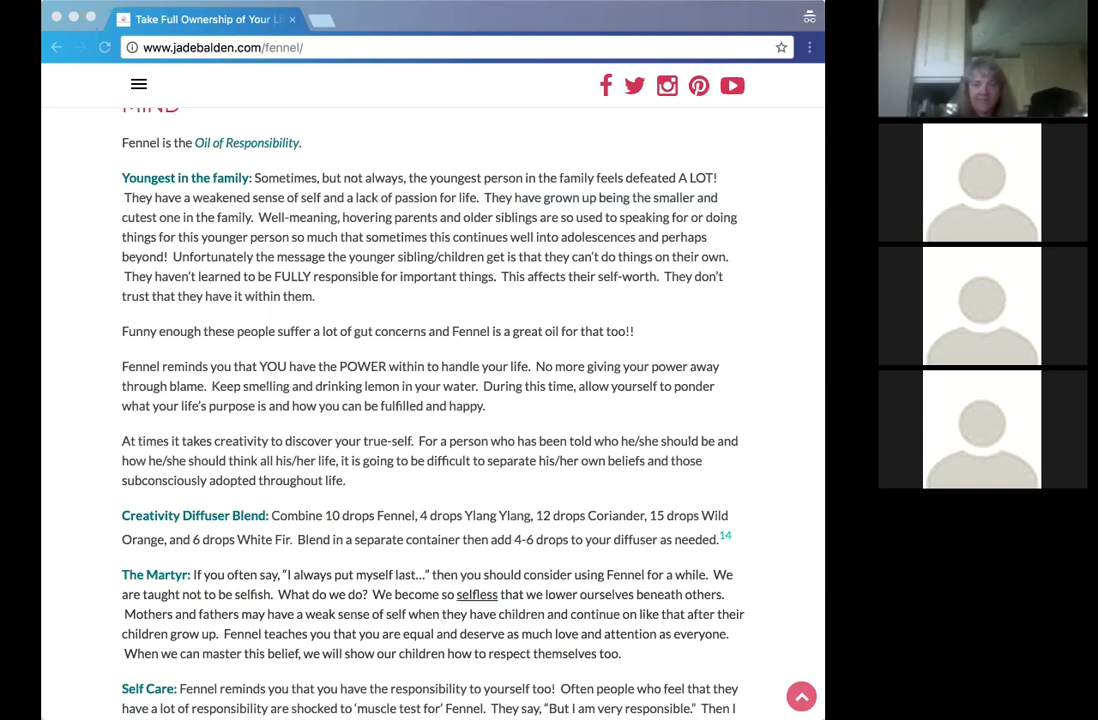 Take Full Ownership of Your Li
www.jadebalden.com/fennel/
MIND
Fennel is the Oil of Responsibility.
Youngest in the family: Sometimes, but not always, the youngest person in the family feels defeated A LOT!
They have a weakened sense of self and a lack of passion for life. They have grown up being the smaller and
cutest one in the family. Well-meaning, hovering parents and older siblings are so used to speaking for or doing
things for this younger person so much that sometimes this continues well into adolescences and perhaps
beyond! Unfortunately the message the younger sibling/children get is that they can't do things on their own.
They haven't learned to be FULLY responsible for important things. This affects their self-worth. They don't
trust that they have it within them.
Funny enough these people suffer a lot of gut concerns and Fennel is a great oil for that too!!
Fennel reminds you that YOU have the POWER within to handle your life. No more giving your power away
through blame. Keep smelling and drinking lemon in your water. During this time, allow yourself to ponder
what your life's purpose is and how you can be fulfilled and happy.
At times it takes creativity to discover your true-self. For a person who has been told who he/she should be and
how he/she should think all his/her life, it is going to be difficult to separate his/her own beliefs and those
subconsciously adopted throughout life.
Creativity Diffuser Blend: Combine 10 drops Fennel, 4 drops Ylang Ylang, 12 drops Coriander, 15 drops Wild
Orange, and 6 drops White Fir. Blend in a separate container then add 4-6 drops to your diffuser as needed.14
The Martyr: If you often say, "I always put myself last..." then you should consider using Fennel for a while. We
are taught not to be selfish. What do we do? We become so selfless that we lower ourselves beneath others.
Mothers and fathers may have a weak sense of self when they have children and continue on like that after their
children grow up. Fennel teaches you that you are equal and deserve as much love and attention as everyone.
When we can master this belief, we will show our children how to respect themselves too.
Self Care: Fennel reminds you that you have the responsibility to yourself too! Often people who feel that they
have a lot of responsibility are shocked to 'muscle test for' Fennel. They say, "But I am very responsible." Then I